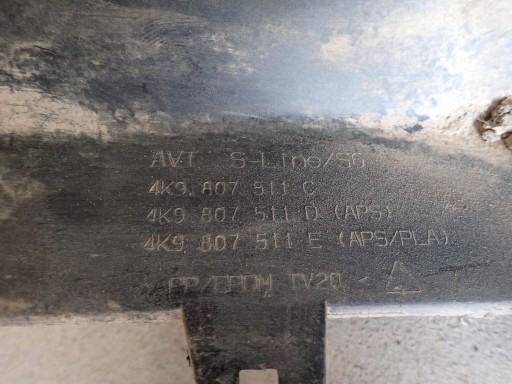 AVT S-Line/S6
4K9.807 511 C
4K9 807 511 D (APS)
4K9 807 511 E (APS/PLA)
>PP/EPDM TV20<